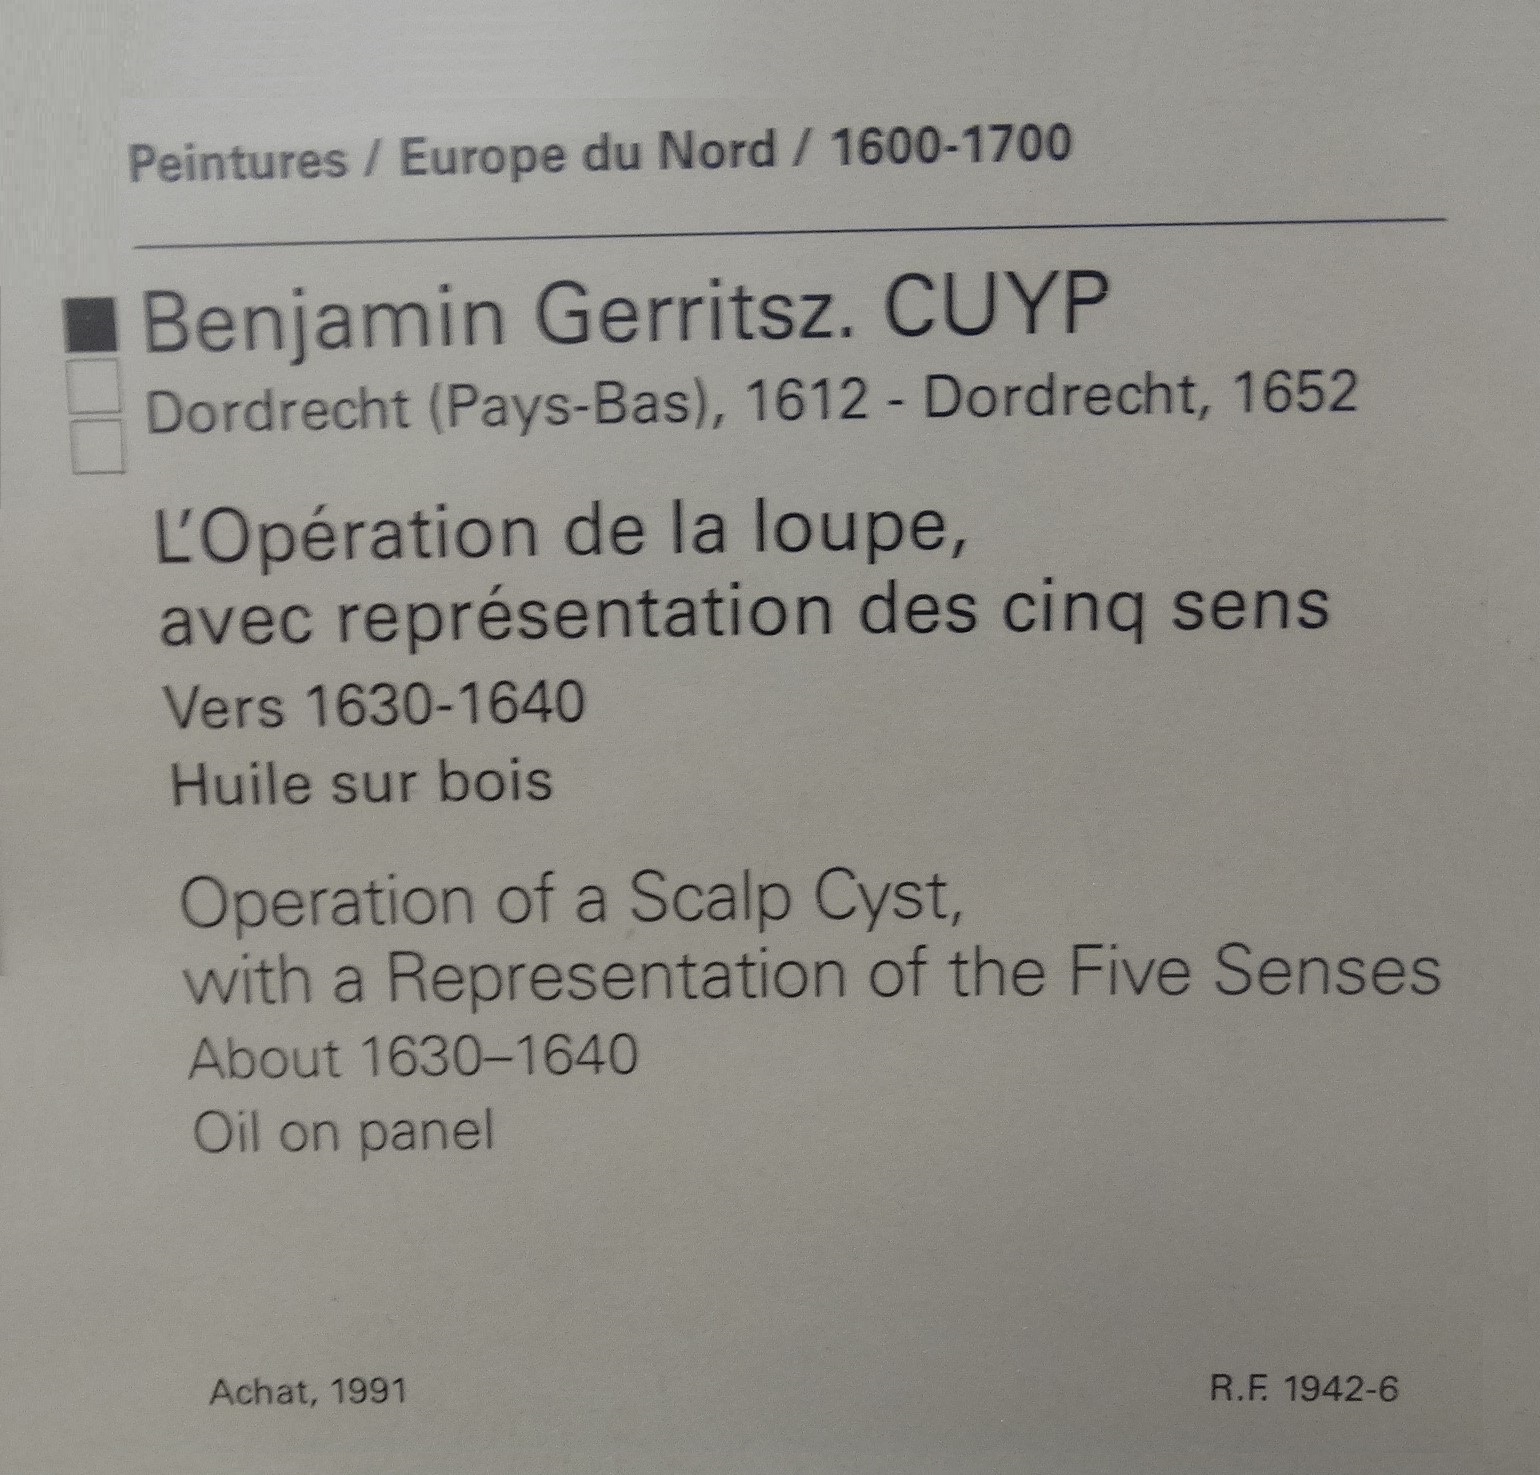 Peintures / Europe du Nord / 1600-1700
Benjamin Gerritsz. CUYP
Dordrecht (Pays-Bas), 1612 - Dordrecht, 1652
L'Opération de la loupe,
avec représentation des cinq sens
Vers 1630-1640
Huile sur bois
Operation of a Scalp Cyst,
with a Representation of the Five Senses
About 1630–1640
Oil on panel
Achat, 1991
R.F. 1942-6